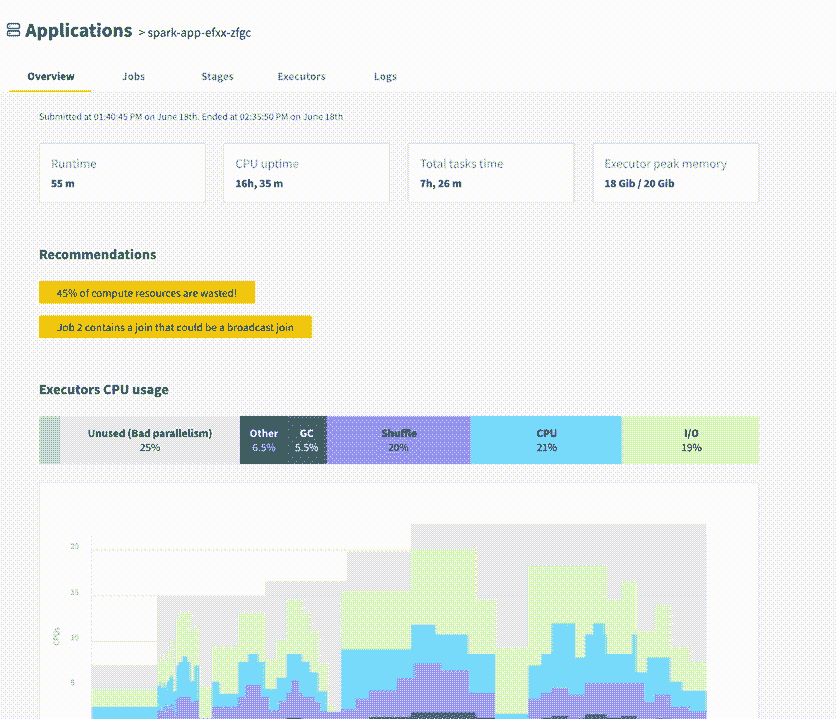 Applications > spark-app-efxx-zfgc
Overview Jobs Stages Executors Logs
Submitted at 01:40:45 PM on June 18th. Ended at 02:35:50 PM on June 18th
Runtime
55 m
CPU uptime
16h, 35 m
Total tasks time
7h, 26 m
Executor peak memory
18 Gib / 20 Gib
Recommendations
45% of compute resources are wasted!
Job 2 contains a join that could be a broadcast join
Executors CPU usage
Unused (Bad parallelism)
25%
Other
6.5%
GC
5.5%
Shuffle
20%
CPU
21%
I/O
19%
20
15
10
5
CPUs